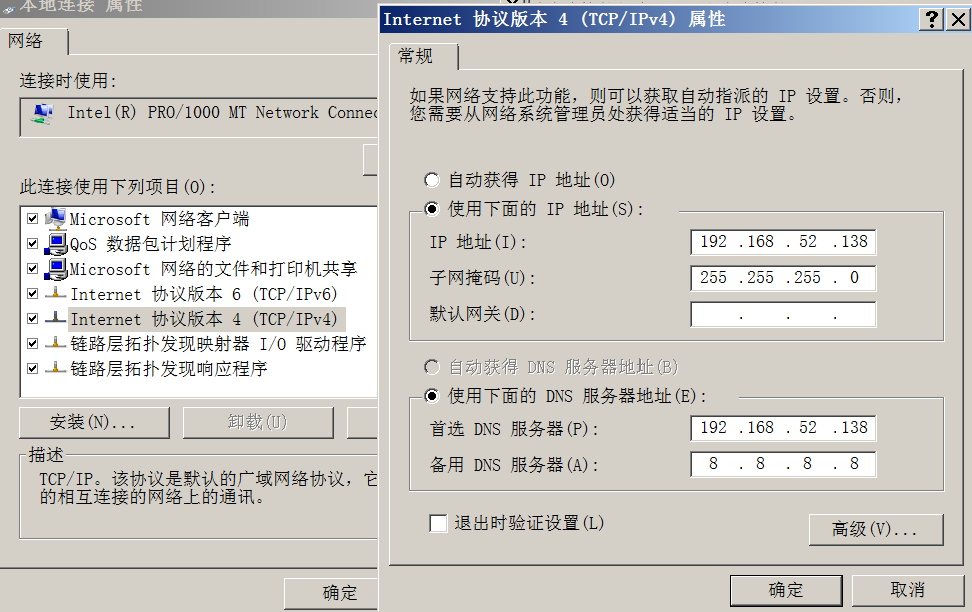 本地连接 属性
网络
连接时使用:
Intel(R) PRO/1000 MT Network Connec
此连接使用下列项目(O):
Microsoft 网络客户端
QoS 数据包计划程序
Microsoft 网络的文件和打印机共享
Internet 协议版本 6 (TCP/IPv6)
Internet 协议版本 4 (TCP/IPv4)
链路层拓扑发现映射器 I/O 驱动程序
链路层拓扑发现响应程序
安装(N)...
卸载(U)
描述
TCP/IP。该协议是默认的广域网络协议，它
的相互连接的网络上的通讯。
确定
Internet 协议版本 4 (TCP/IPv4) 属性
常规
如果网络支持此功能，则可以获取自动指派的 IP 设置。否则，
您需要从网络系统管理员处获得适当的 IP 设置。
自动获得 IP 地址(O)
使用下面的 IP 地址(S):
IP 地址(I): 192 .168 . 52 .138
子网掩码(U): 255 .255 .255 . 0
默认网关(D): . . .
自动获得 DNS 服务器地址(B)
使用下面的 DNS 服务器地址(E):
首选 DNS 服务器(P): 192 .168 . 52 .138
备用 DNS 服务器(A): 8 . 8 . 8 . 8
退出时验证设置(L)
高级(V)...
确定
取消